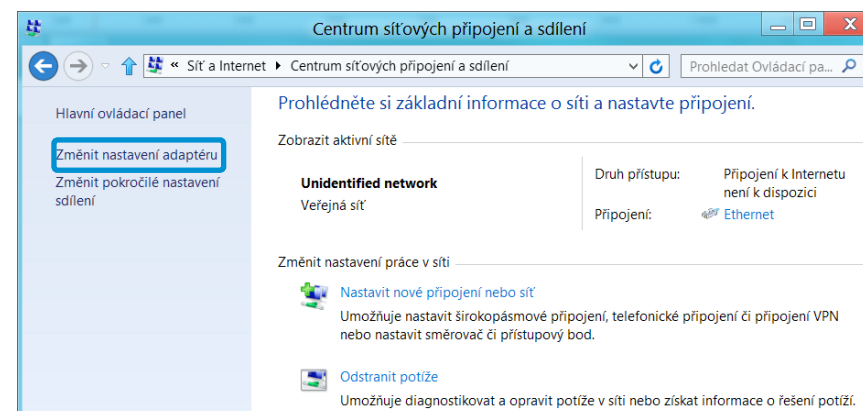 Centrum síťových připojení a sdílení
« Síť a Internet ▸ Centrum síťových připojení a sdílení
Prohledat Ovládací pa...
Hlavní ovládací panel
Změnit nastavení adaptéru
Změnit pokročilé nastavení
sdílení
Prohlédněte si základní informace o síti a nastavte připojení.
Zobrazit aktivní sítě
Unidentified network
Veřejná síť
Druh přístupu: Připojení k Internetu
není k dispozici
Připojení: Ethernet
Změnit nastavení práce v síti
Nastavit nové připojení nebo síť
Umožňuje nastavit širokopásmové připojení, telefonické připojení či připojení VPN
nebo nastavit směrovač či přístupový bod.
Odstranit potíže
Umožňuje diagnostikovat a opravit potíže v síti nebo získat informace o řešení potíží.